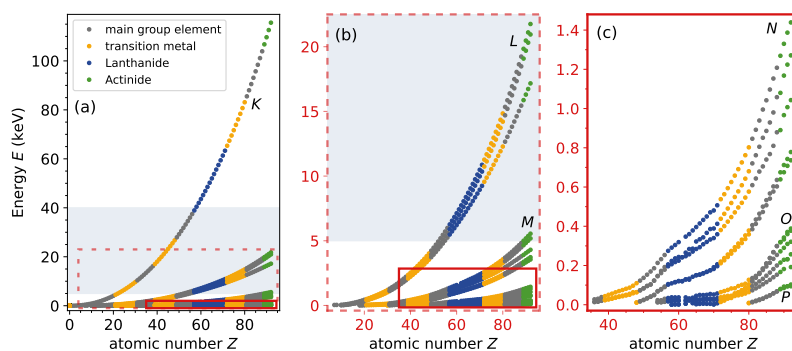 main group element
transition metal
Lanthanide
Actinide
(a)
K
Energy E (keV)
0
20
40
60
80
100
0 20 40 60 80
atomic number Z
(b)
L
M
0
5
10
15
20
20 40 60 80
atomic number Z
(c)
N
O
P
0.0
0.2
0.4
0.6
0.8
1.0
1.2
1.4
40 60 80
atomic number Z